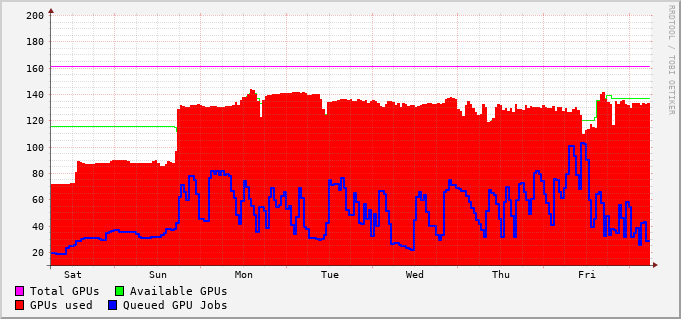 200
180
160
140
120
100
80
60
40
20
Sat Sun Mon Tue Wed Thu Fri
Total GPUs Available GPUs
GPUs used Queued GPU Jobs
RRDTOOL / TOBI OETIKER